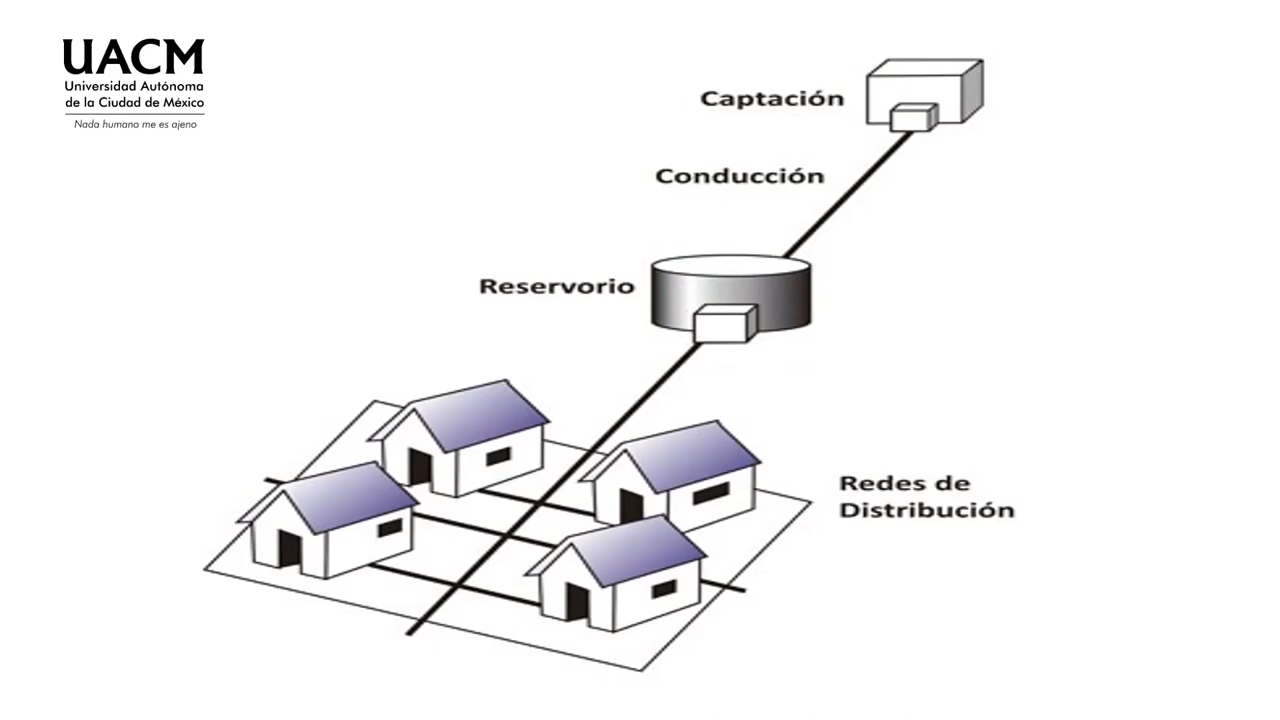 UACM
Universidad Autónoma
de la Ciudad de México
Nada humano me es ajeno
Captación
Conducción
Reservorio
Redes de
Distribución